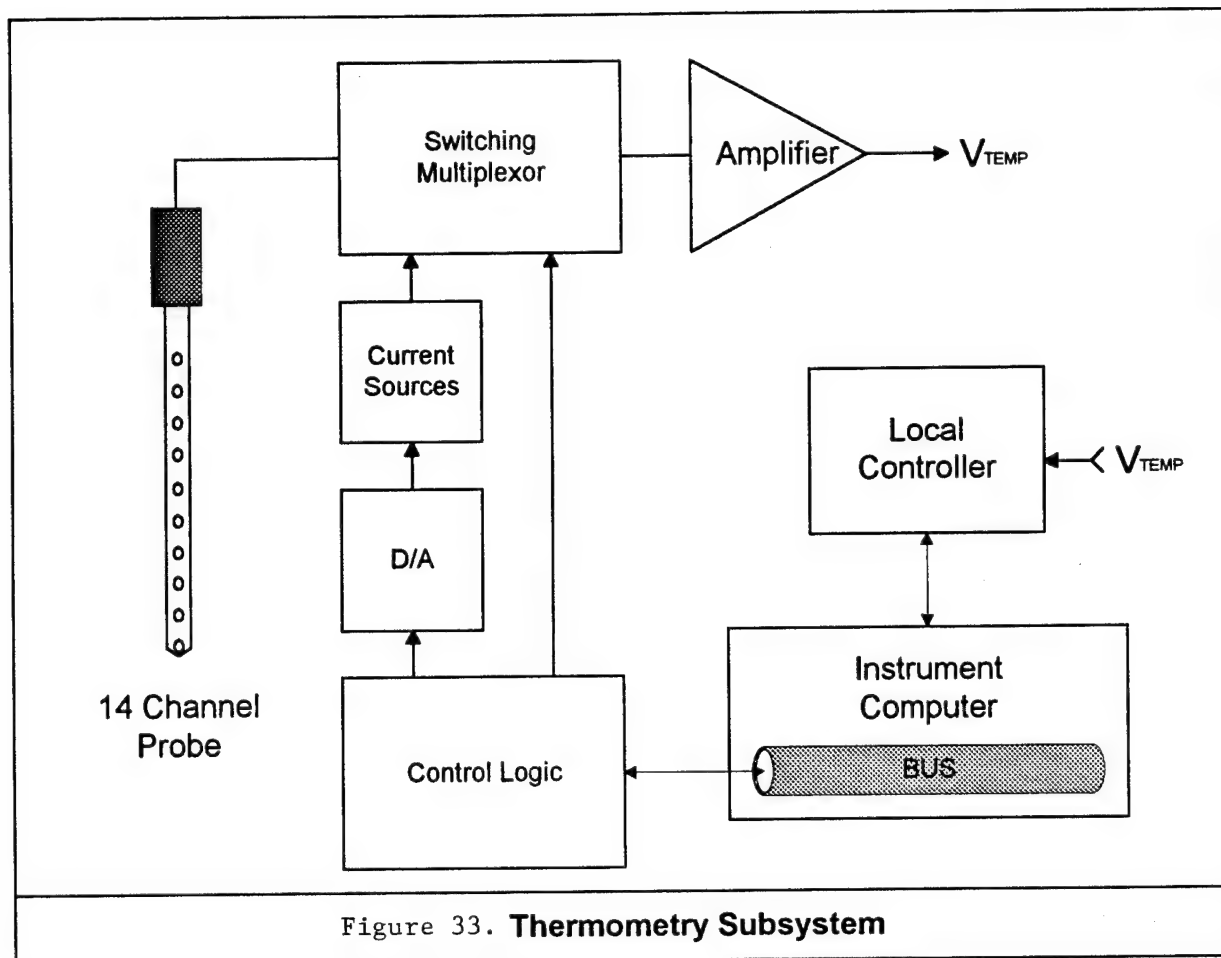 Switching
Multiplexor
Amplifier
VTEMP
Current
Sources
Local
Controller
VTEMP
D/A
14 Channel
Probe
Control Logic
Instrument
Computer
BUS
Figure 33. Thermometry Subsystem